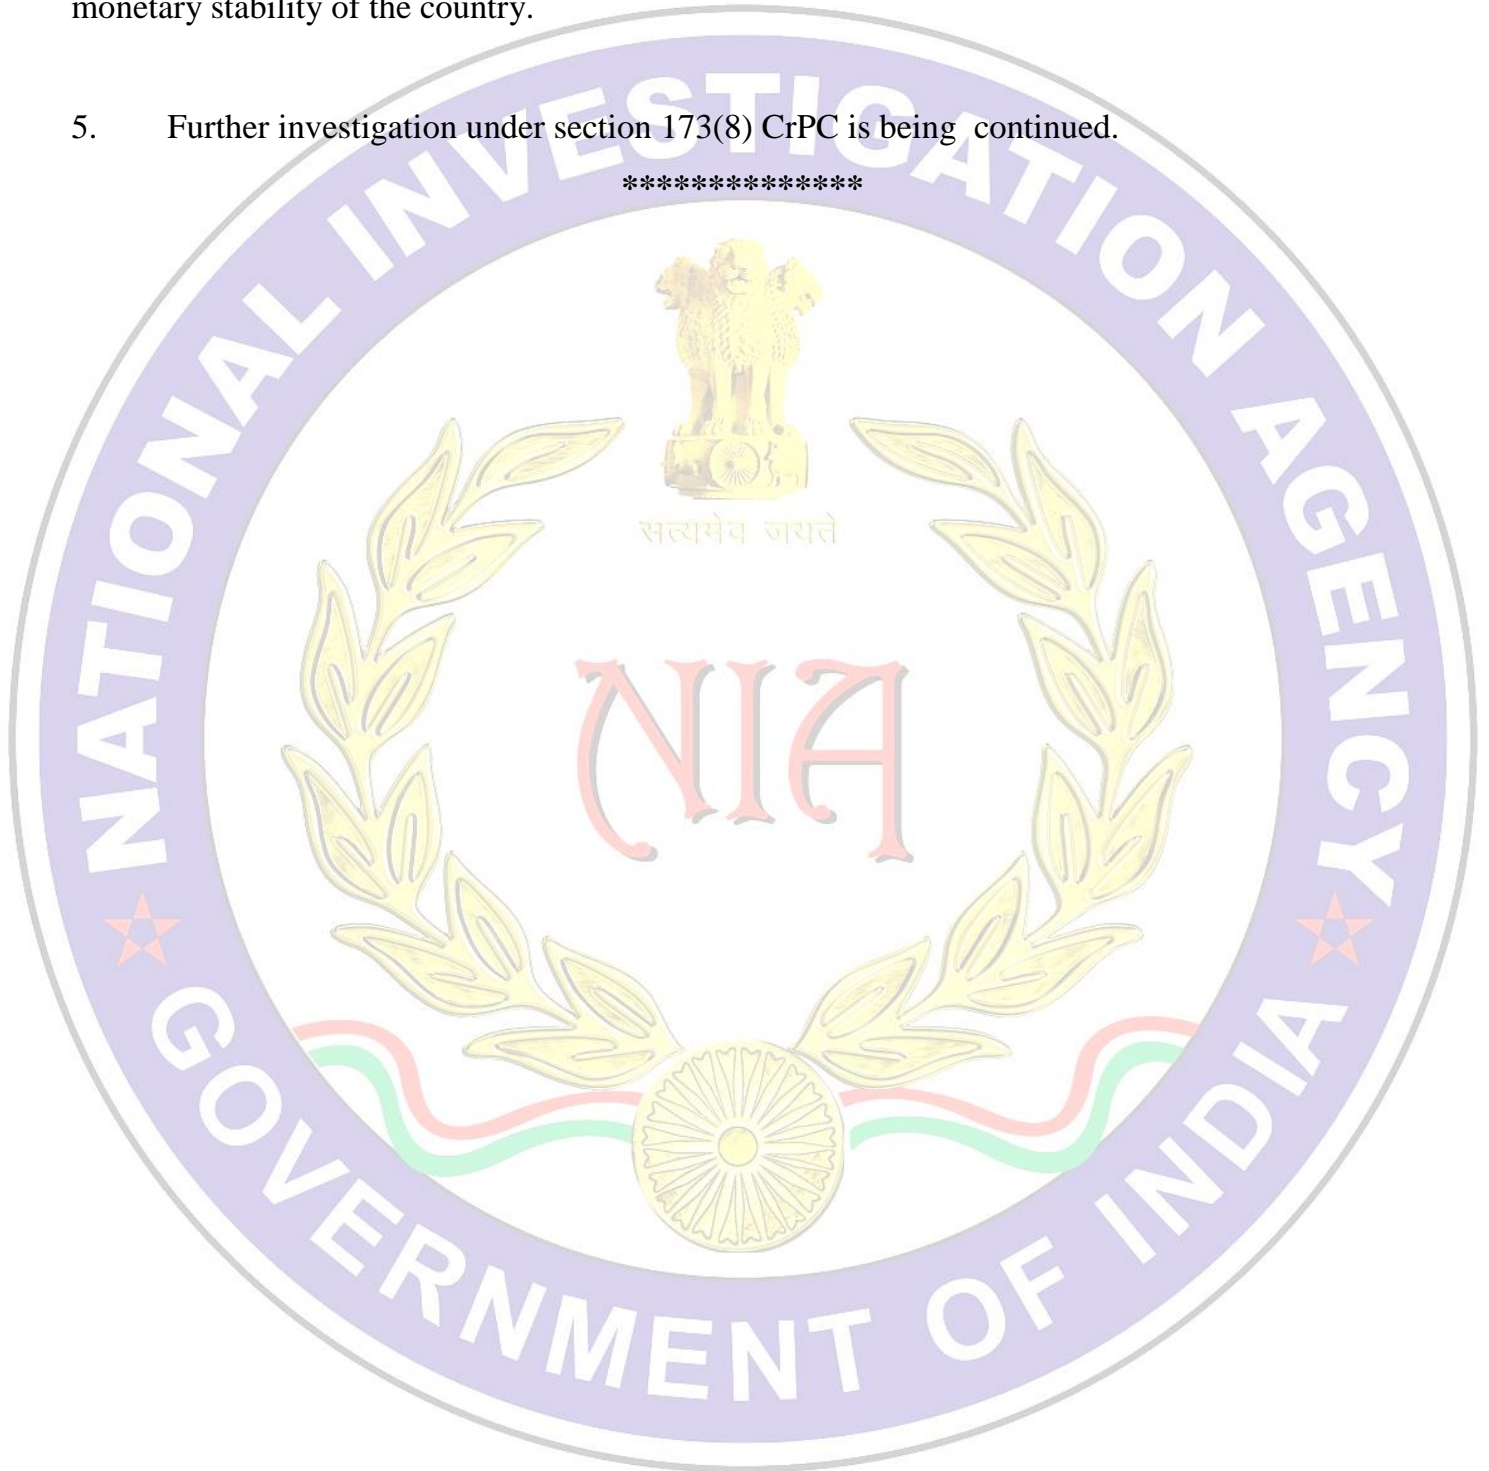 monetary stability of the country.
5. Further investigation under section 173(8) CrPC is being continued.
**************
NATIONAL INVESTIGATION AGENCY
सत्यमेव जयते
NIA
GOVERNMENT OF INDIA